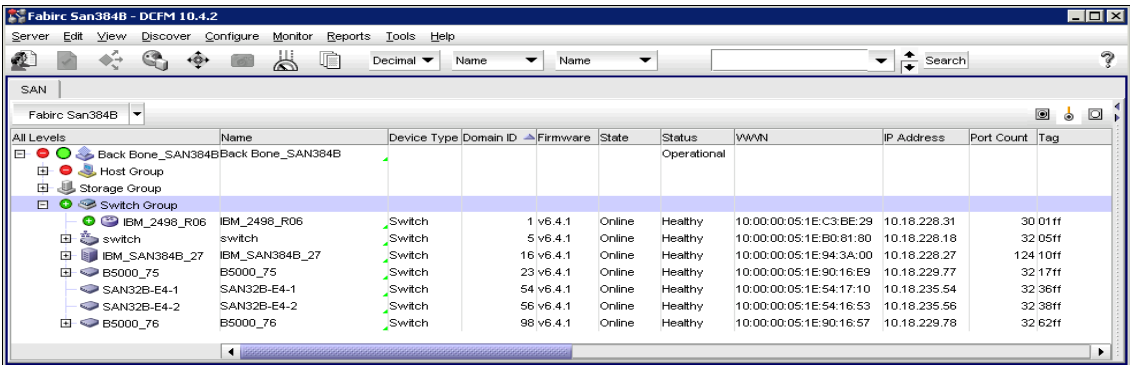 Fabirc San384B - DCFM 10.4.2
Server Edit View Discover Configure Monitor Reports Tools Help
Decimal Name Name Search ?
SAN
Fabirc San384B
All Levels Name Device Type Domain ID Firmware State Status WWN IP Address Port Count Tag
Back Bone_SAN384B Back Bone_SAN384B Operational
Host Group
Storage Group
Switch Group
IBM_2498_R06 IBM_2498_R06 Switch 1 v6.4.1 Online Healthy 10:00:00:05:1E:C3:BE:29 10.18.228.31 30 01ff
switch switch Switch 5 v6.4.1 Online Healthy 10:00:00:05:1E:B0:81:80 10.18.228.18 32 05ff
IBM_SAN384B_27 IBM_SAN384B_27 Switch 16 v6.4.1 Online Healthy 10:00:00:05:1E:94:3A:00 10.18.228.27 124 10ff
B5000_75 B5000_75 Switch 23 v6.4.1 Online Healthy 10:00:00:05:1E:90:16:E9 10.18.229.77 32 17ff
SAN32B-E4-1 SAN32B-E4-1 Switch 54 v6.4.1 Online Healthy 10:00:00:05:1E:54:17:10 10.18.235.54 32 36ff
SAN32B-E4-2 SAN32B-E4-2 Switch 56 v6.4.1 Online Healthy 10:00:00:05:1E:54:16:53 10.18.235.56 32 38ff
B5000_76 B5000_76 Switch 98 v6.4.1 Online Healthy 10:00:00:05:1E:90:16:57 10.18.229.78 32 62ff